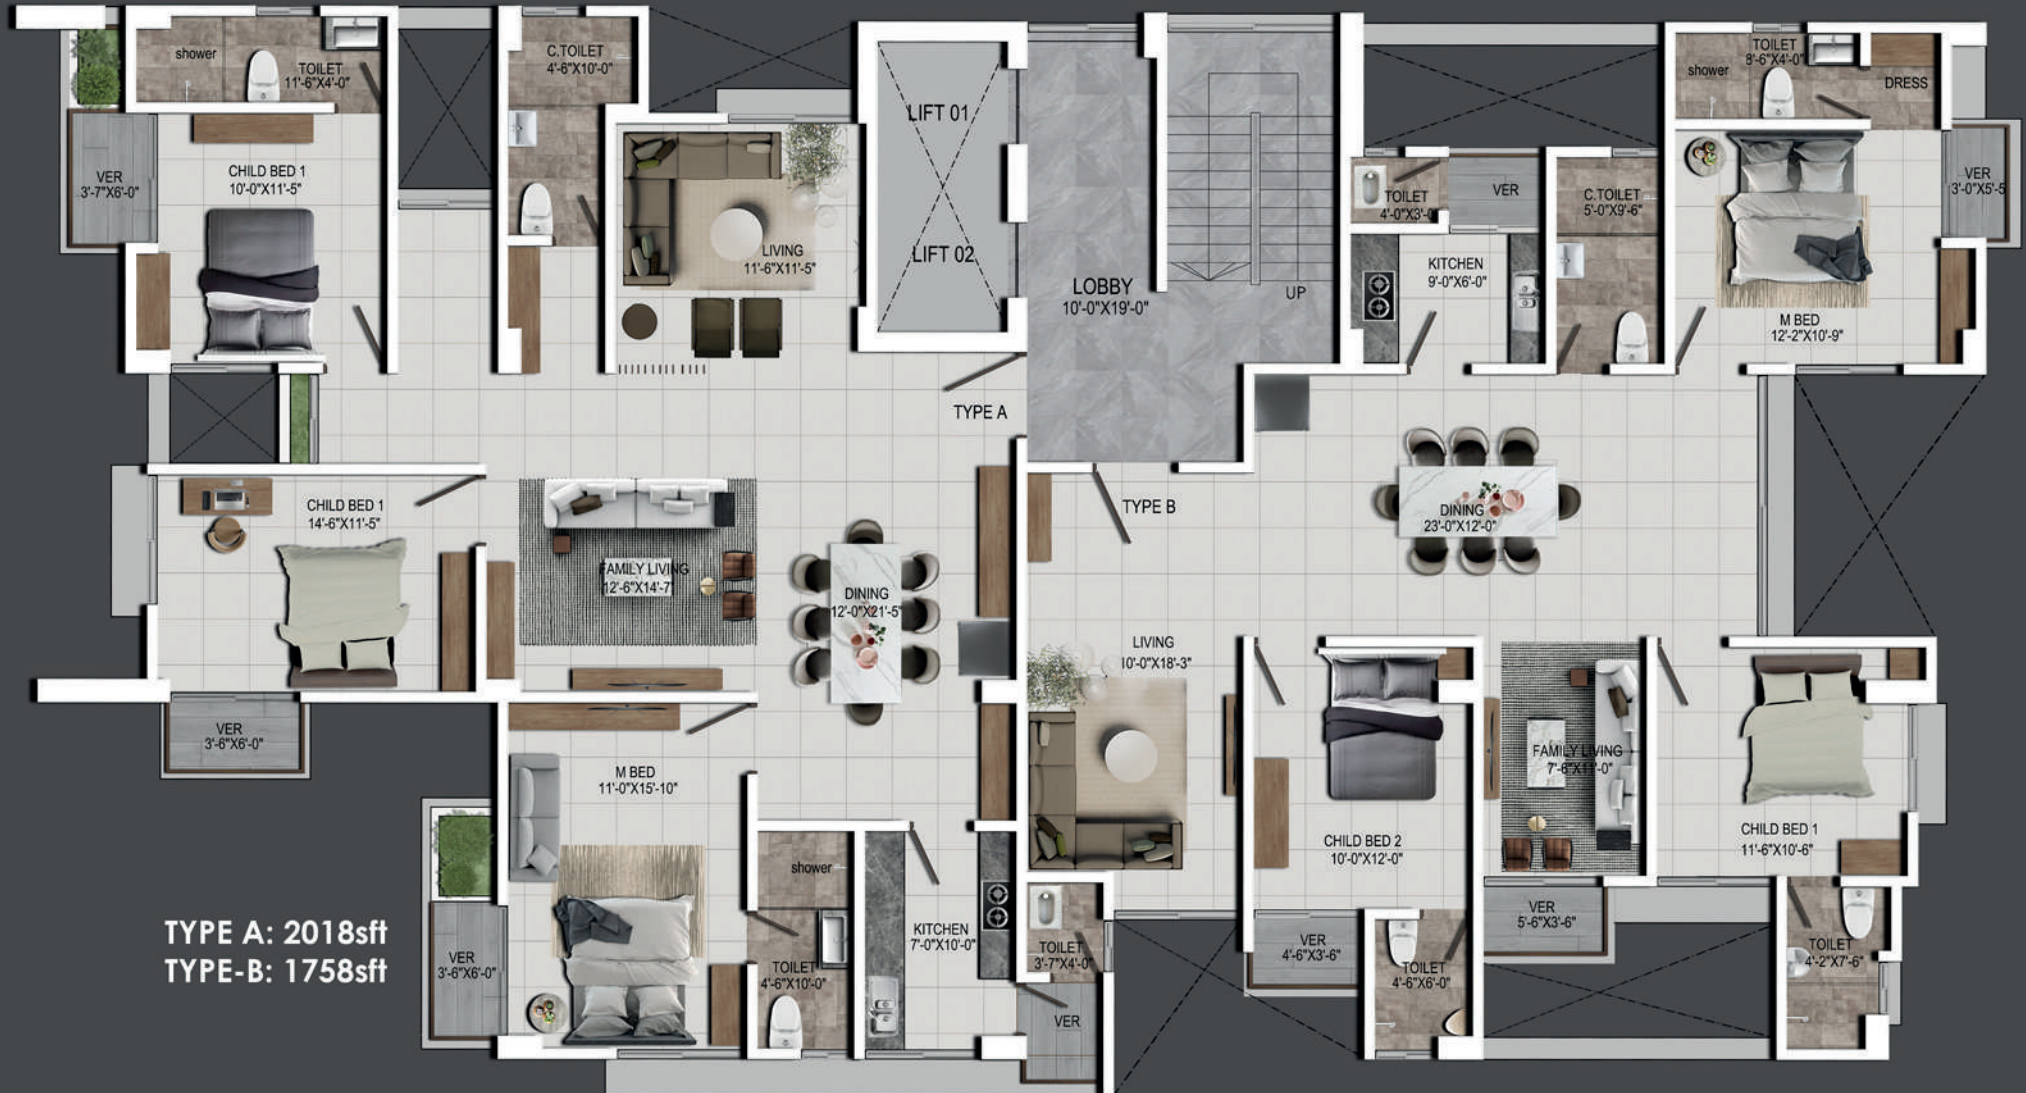 shower
TOILET
11'-6"X4'-0"
C.TOILET
4'-6"X10'-0"
LIFT 01
LIFT 02
LOBBY
10'-0"X19'-0"
UP
VER
3'-7"X6'-0"
CHILD BED 1
10'-0"X11'-5"
LIVING
11'-6"X11'-5"
TYPE A
TOILET
4'-0"X3'-0
VER
KITCHEN
9'-0"X6'-0"
C.TOILET
5'-0"X9'-6"
shower
TOILET
8'-6"X4'-0"
DRESS
VER
3'-0"X5'-5
M BED
12'-2"X10'-9"
CHILD BED 1
14'-6"X11'-5"
FAMILY LIVING
12'-6"X14'-7
DINING
12'-0"X21'-5"
TYPE B
DINING
23'-0"X12'-0"
LIVING
10'-0"X18'-3"
VER
3'-6"X6'-0"
M BED
11'-0"X15'-10"
shower
TOILET
4'-6"X10'-0"
KITCHEN
7'-0"X10'-0"
VER
3'-6"X6'-0"
TOILET
3'-7"X4'-0"
VER
CHILD BED 2
10'-0"X12'-0"
FAMILY LIVING
7'-6"X11'-0"
CHILD BED 1
11'-6"X10'-6"
VER
4'-6"X3'-6"
TOILET
4'-6"X6'-0"
VER
5'-6"X3'-6"
TOILET
4'-2"X7'-6"
TYPE A: 2018sft
TYPE-B: 1758sft